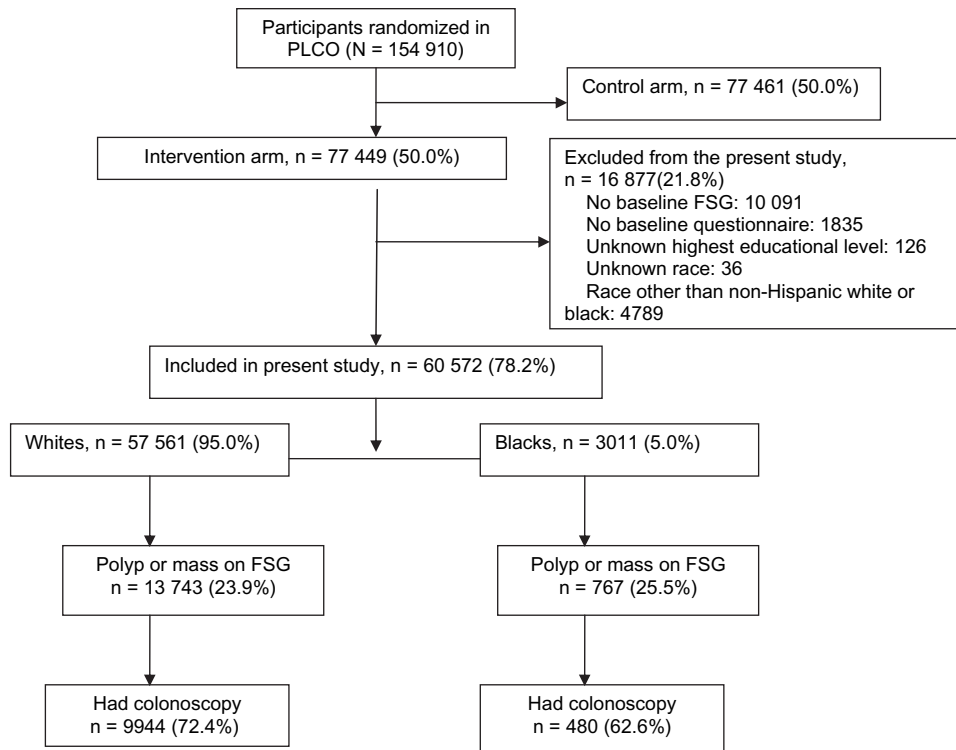 Participants randomized in
PLCO (N = 154 910)
Control arm, n = 77 461 (50.0%)
Intervention arm, n = 77 449 (50.0%)
Excluded from the present study,
n = 16 877(21.8%)
No baseline FSG: 10 091
No baseline questionnaire: 1835
Unknown highest educational level: 126
Unknown race: 36
Race other than non-Hispanic white or
black: 4789
Included in present study, n = 60 572 (78.2%)
Whites, n = 57 561 (95.0%)
Blacks, n = 3011 (5.0%)
Polyp or mass on FSG
n = 13 743 (23.9%)
Polyp or mass on FSG
n = 767 (25.5%)
Had colonoscopy
n = 9944 (72.4%)
Had colonoscopy
n = 480 (62.6%)